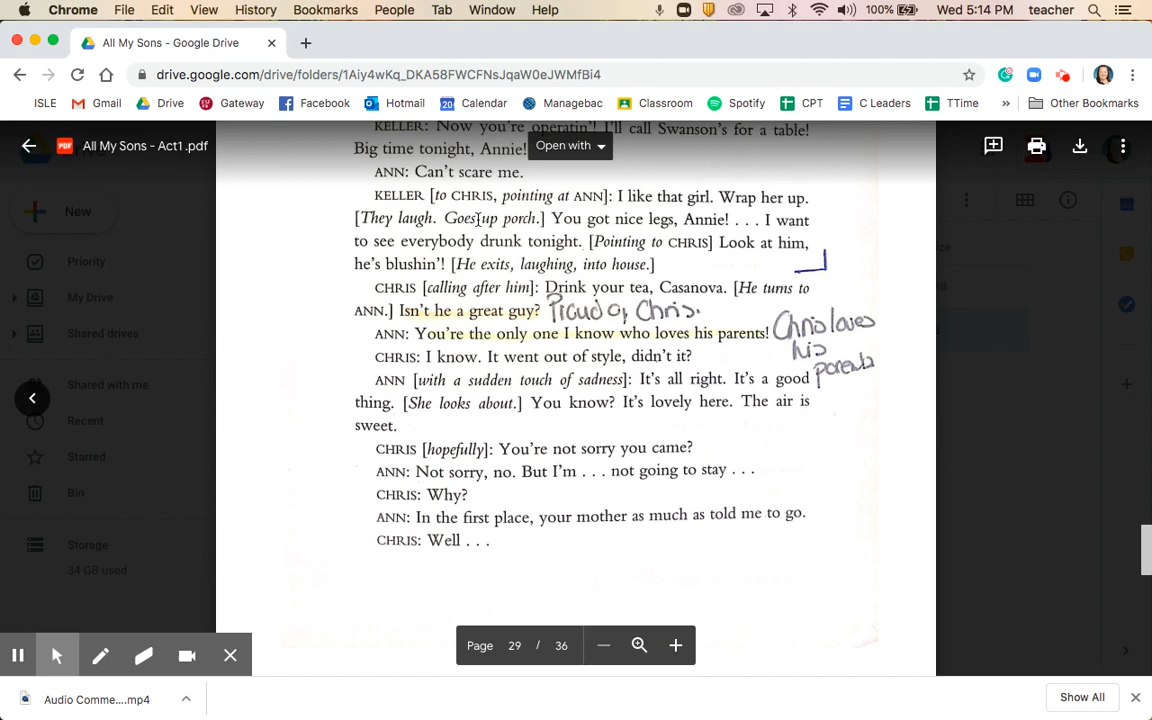 Chrome File Edit View History Bookmarks People Tab Window Help 100% Wed 5:14 PM teacher
All My Sons - Google Drive
drive.google.com/drive/folders/1Aiy4wKq_DKA58FWCFNsJqaW0eJWMfBi4
ISLE Gmail Drive Gateway Facebook Hotmail 20 Calendar Managebac Classroom Spotify CPT C Leaders TTime » Other Bookmarks
KELLER: Now you're operatin'! I'll call Swanson's for a table!
All My Sons - Act1 .pdf
Open with
Big time tonight, Annie!
ANN: Can't scare me.
KELLER [to CHRIS, pointing at ANN]: I like that girl. Wrap her up.
[They laugh. Goes up porch.] You got nice legs, Annie! . . . I want
to see everybody drunk tonight. [Pointing to CHRIS] Look at him,
he's blushin'! [He exits, laughing, into house.]
CHRIS [calling after him]: Drink your tea, Casanova. [He turns to
ANN.] Isn't he a great guy? Proud of Chris.
ANN: You're the only one I know who loves his parents! Chris loves
his
parents
CHRIS: I know. It went out of style, didn't it?
ANN [with a sudden touch of sadness]: It's all right. It's a good
thing. [She looks about.] You know? It's lovely here. The air is
sweet.
CHRIS [hopefully]: You're not sorry you came?
ANN: Not sorry, no. But I'm . . . not going to stay . . .
CHRIS: Why?
ANN: In the first place, your mother as much as told me to go.
CHRIS: Well . . .
New
Priority
My Drive
Shared drives
Shared with me
Recent
Starred
Bin
Storage
34 GB used
Page 29 / 36
Audio Comme....mp4
Show All